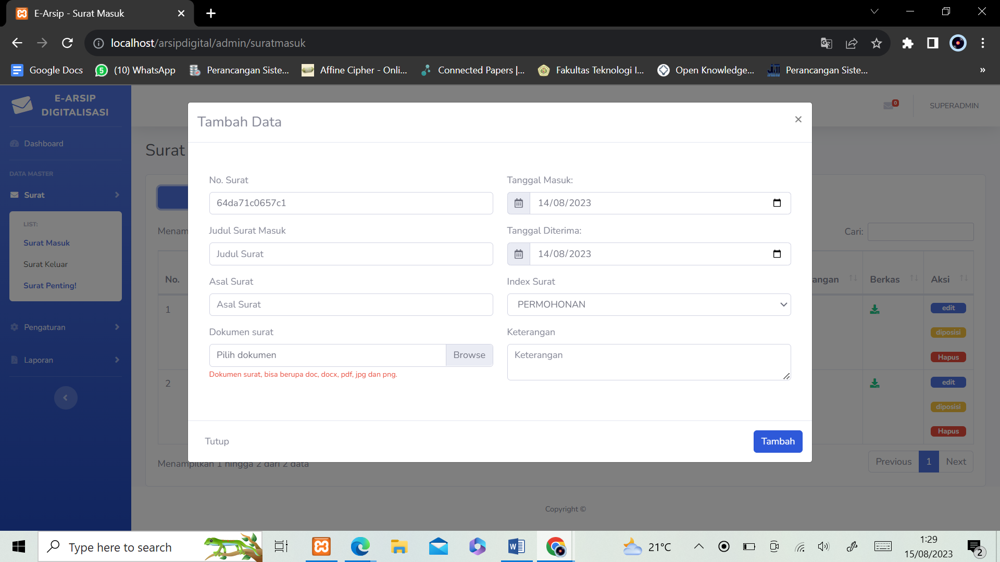 E-Arsip - Surat Masuk
localhost/arsipdigital/admin/suratmasuk
Google Docs
5
(10) WhatsApp
Perancangan Siste...
Affine Cipher - Onli...
Connected Papers |...
Fakultas Teknologi I...
Open Knowledge...
Perancangan Siste...
»
E-ARSIP
DIGITALISASI
0
SUPERADMIN
Dashboard
DATA MASTER
Surat
LIST:
Surat Masuk
Surat Keluar
Surat Penting!
Pengaturan
Laporan
Surat
Tambah Data
×
No. Surat
64da71c0657c1
Judul Surat Masuk
Judul Surat
Asal Surat
Asal Surat
Dokumen surat
Pilih dokumen
Browse
Dokumen surat, bisa berupa doc, docx, pdf, jpg dan png.
Tanggal Masuk:
14/08/2023
Tanggal Diterima:
14/08/2023
Index Surat
PERMOHONAN
Keterangan
Keterangan
Tutup
Tambah
Menam
Cari:
No.
angan
Berkas
Aksi
1
edit
diposisi
Hapus
2
edit
diposisi
Hapus
Menampilkan 1 hingga 2 dari 2 data
Previous
1
Next
Copyright ©
Type here to search
21°C
1:29
15/08/2023
2